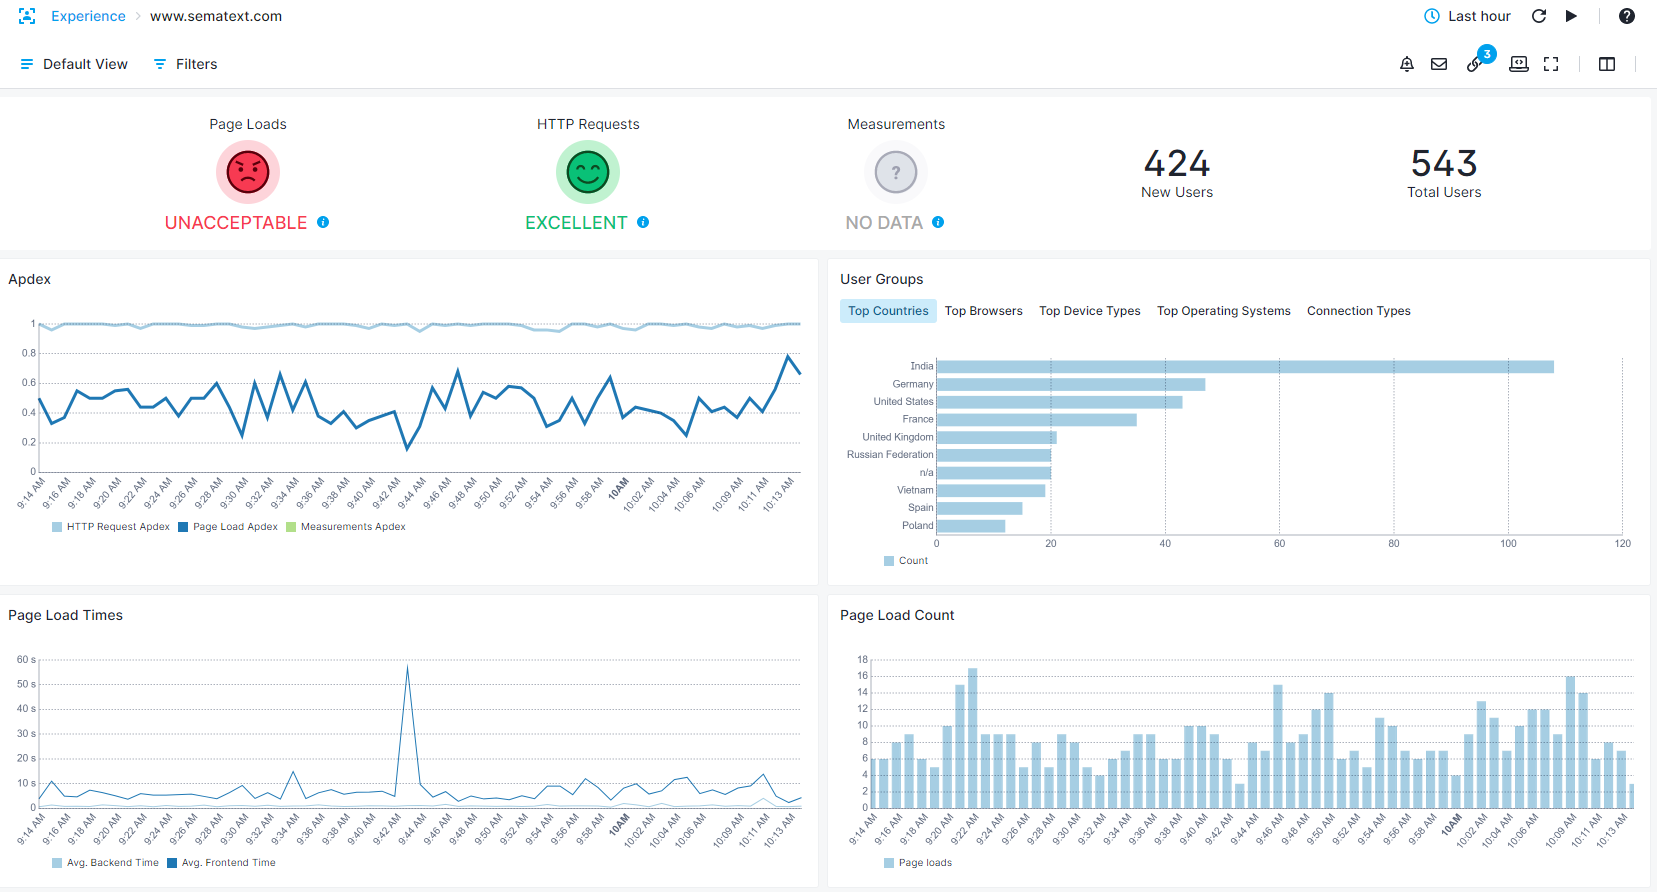 Experience > www.sematext.com
Last hour
Default View
Filters
3
Page Loads
UNACCEPTABLE
HTTP Requests
EXCELLENT
Measurements
?
NO DATA
424
New Users
543
Total Users
Apdex
1
0.8
0.6
0.4
0.2
0
9:14 AM 9:16 AM 9:18 AM 9:20 AM 9:22 AM 9:24 AM 9:26 AM 9:28 AM 9:30 AM 9:32 AM 9:34 AM 9:36 AM 9:38 AM 9:40 AM 9:42 AM 9:44 AM 9:46 AM 9:48 AM 9:50 AM 9:52 AM 9:54 AM 9:56 AM 9:58 AM 10AM 10:02 AM 10:04 AM 10:06 AM 10:09 AM 10:11 AM 10:13 AM
HTTP Request Apdex Page Load Apdex Measurements Apdex
User Groups
Top Countries Top Browsers Top Device Types Top Operating Systems Connection Types
India
Germany
United States
France
United Kingdom
Russian Federation
n/a
Vietnam
Spain
Poland
0 20 40 60 80 100 120
Count
Page Load Times
60 s
50 s
40 s
30 s
20 s
10 s
0
9:14 AM 9:16 AM 9:18 AM 9:20 AM 9:22 AM 9:24 AM 9:26 AM 9:28 AM 9:30 AM 9:32 AM 9:34 AM 9:36 AM 9:38 AM 9:40 AM 9:42 AM 9:44 AM 9:46 AM 9:48 AM 9:50 AM 9:52 AM 9:54 AM 9:56 AM 9:58 AM 10AM 10:02 AM 10:04 AM 10:06 AM 10:09 AM 10:11 AM 10:13 AM
Avg. Backend Time Avg. Frontend Time
Page Load Count
18
16
14
12
10
8
6
4
2
0
9:14 AM 9:16 AM 9:18 AM 9:20 AM 9:22 AM 9:24 AM 9:26 AM 9:28 AM 9:30 AM 9:32 AM 9:34 AM 9:36 AM 9:38 AM 9:40 AM 9:42 AM 9:44 AM 9:46 AM 9:48 AM 9:50 AM 9:52 AM 9:54 AM 9:56 AM 9:58 AM 10AM 10:02 AM 10:04 AM 10:06 AM 10:09 AM 10:11 AM 10:13 AM
Page loads